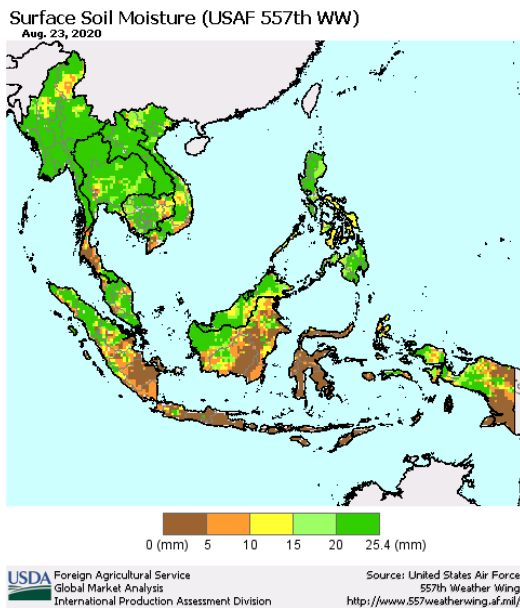 Surface Soil Moisture (USAF 557th WW)
Aug. 23, 2020
0 (mm) 5 10 15 20 25.4 (mm)
USDA
Foreign Agricultural Service
Global Market Analysis
International Production Assessment Division
Source: United States Air Force
557th Weather Wing
http://www.557weatherwing.af.mil/